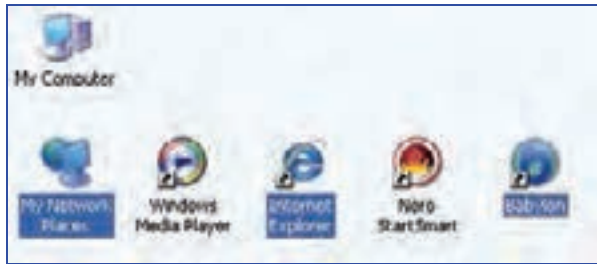 My Computer
My Network
Places
Windows
Media Player
Internet
Explorer
Nero
StartSmart
Babylon